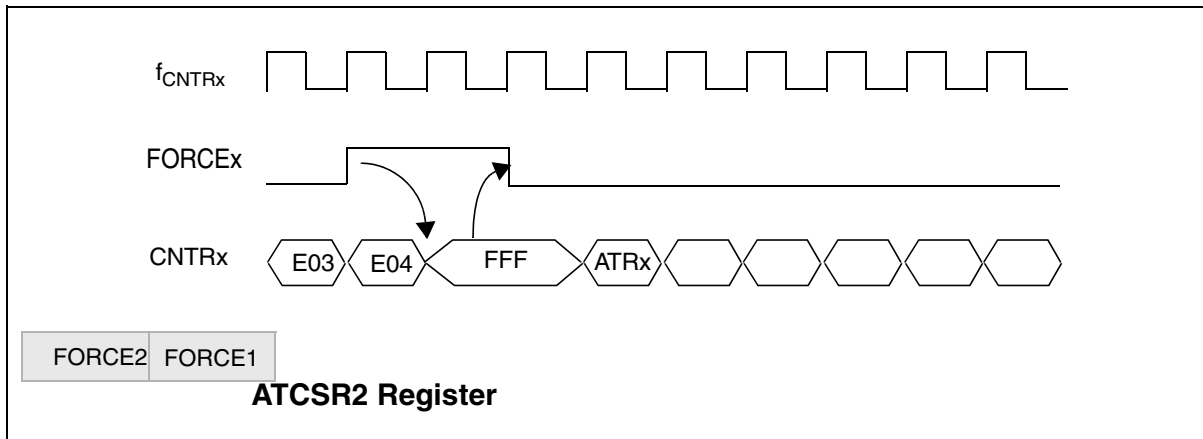 fCNTRx
FORCEx
CNTRx E03 E04 FFF ATRx
FORCE2 FORCE1
ATCSR2 Register